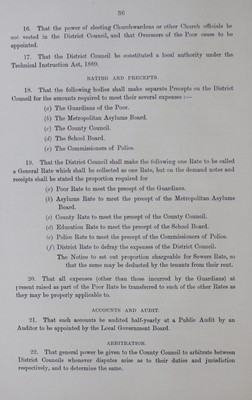 36
16. That the power of electing Churchwardens or other Church officials be
not vested in the District Council, and that Overseers of the Poor cease to be
appointed.
17. That the District Council be constituted a local authority under the
Technical Instruction Act, 1889.
RATING AND PRECEPTS.
18. That the following bodies shall make separate Precepts on the District
Council for the amounts required to meet their several expenses :—
(a) The Guardians of the Poor.
(b) The Metropolitan Asylums Board.
(c) The County Council.
(d) The School Board.
(e) The Commissioners of Police.
19. That the District Council shall make the following one Rate to be called
a General Rate which shall be collected as one Rate, but on the demand notes and
receipts shall be stated the proportion required for
(a) Poor Rate to meet the precept of the Guardians.
(b) Asylums Rate to meet the precept of the Metropolitan Asylums
Board.
(c) County Rate to meet the precept of the County Council.
(d) Education Rate to meet the precept of the School Board.
(e) Police Rate to meet the precept of the Commissioners of Police.
(f) District Rate to defray the expenses of the District Council.
The Notice to set out proportion chargeable for Sewers Rate, so
that the same may be deducted by the tenants from their rent.
20. That all expenses (other than those incurred by the Guardians) at
present raised as part of the Poor Rate be transferred to such of the other Rates as
they may be properly applicable to.
ACCOUNTS AND AUDIT.
21. That such accounts be audited half-yearly at a Public Audit by an
Auditor to be appointed by the Local Government Board.
ARBITRATION.
22. That general power be given to the County Council to arbitrate between
District Councils whenever disputes arise as to their duties and jurisdiction
respectively, and to determine the same.